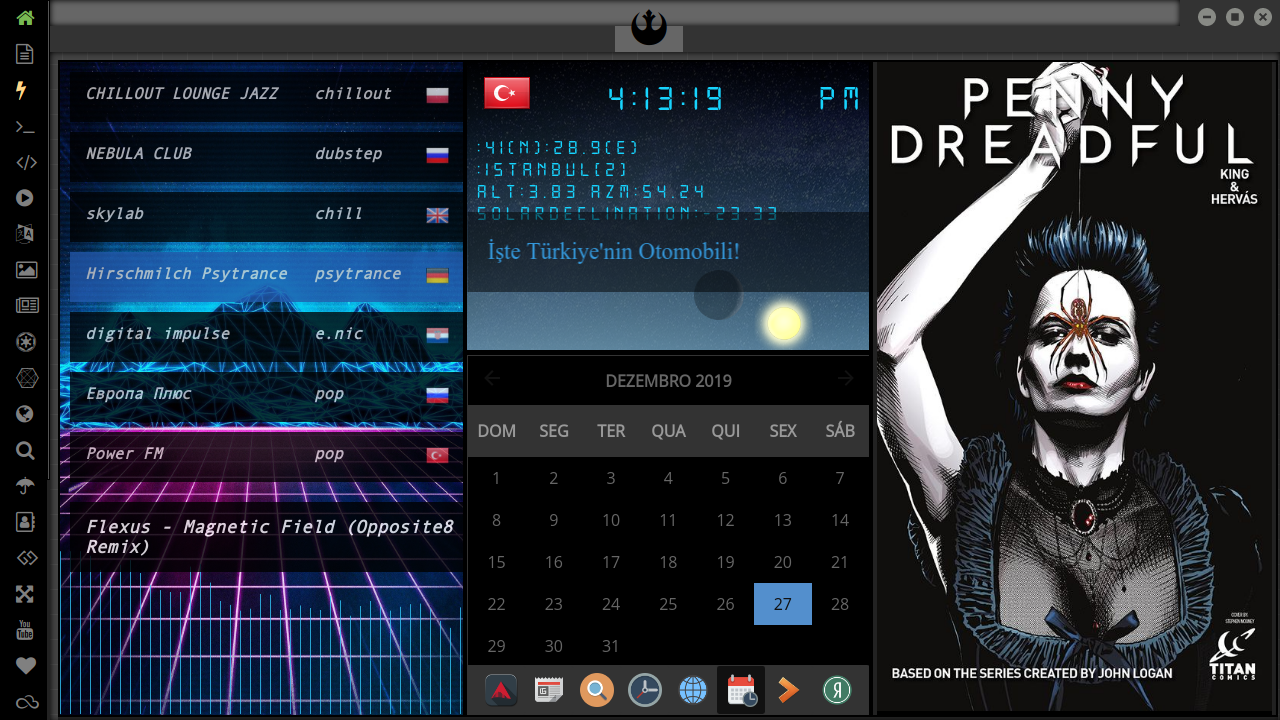 CHILLOUT LOUNGE JAZZ chillout
NEBULA CLUB dubstep
skylab chill
Hirschmilch Psytrance psytrance
digital impulse e.nic
Европа Плюс pop
Power FM pop
Flexus - Magnetic Field (Opposite8
Remix)
4:13:19 PM
:41(N):28.9(E)
:ISTANBUL(2)
ALT:3.83 AZM:54.24
SOLARDECLINATION:-23.33
İşte Türkiye'nin Otomobili!
DEZEMBRO 2019
DOM SEG TER QUA QUI SEX SÁB
1 2 3 4 5 6 7
8 9 10 11 12 13 14
15 16 17 18 19 20 21
22 23 24 25 26 27 28
29 30 31
PENNY
DREADFUL
KING
&
HERVÁS
COVER BY
STEPHEN MOONEY
BASED ON THE SERIES CREATED BY JOHN LOGAN
TITAN
COMICS
You
Tube
Я